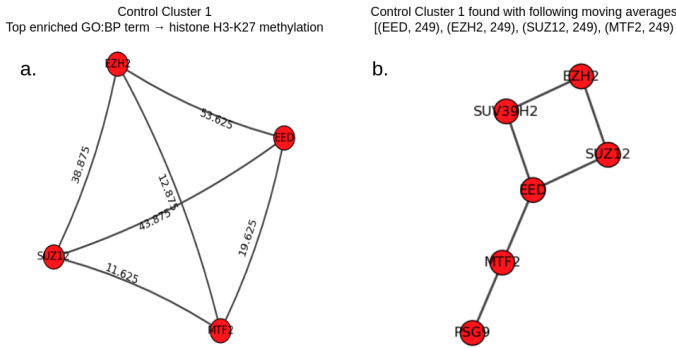 Control Cluster 1
Top enriched GO:BP term → histone H3-K27 methylation
a.
EZH2
53.625
EED
38.875
12.875
43.875
19.625
SUZ12
11.625
MTF2
Control Cluster 1 found with following moving averages
[(EED, 249), (EZH2, 249), (SUZ12, 249), (MTF2, 249)
b.
EZH2
SUV39H2
SUZ12
EED
MTF2
PSG9